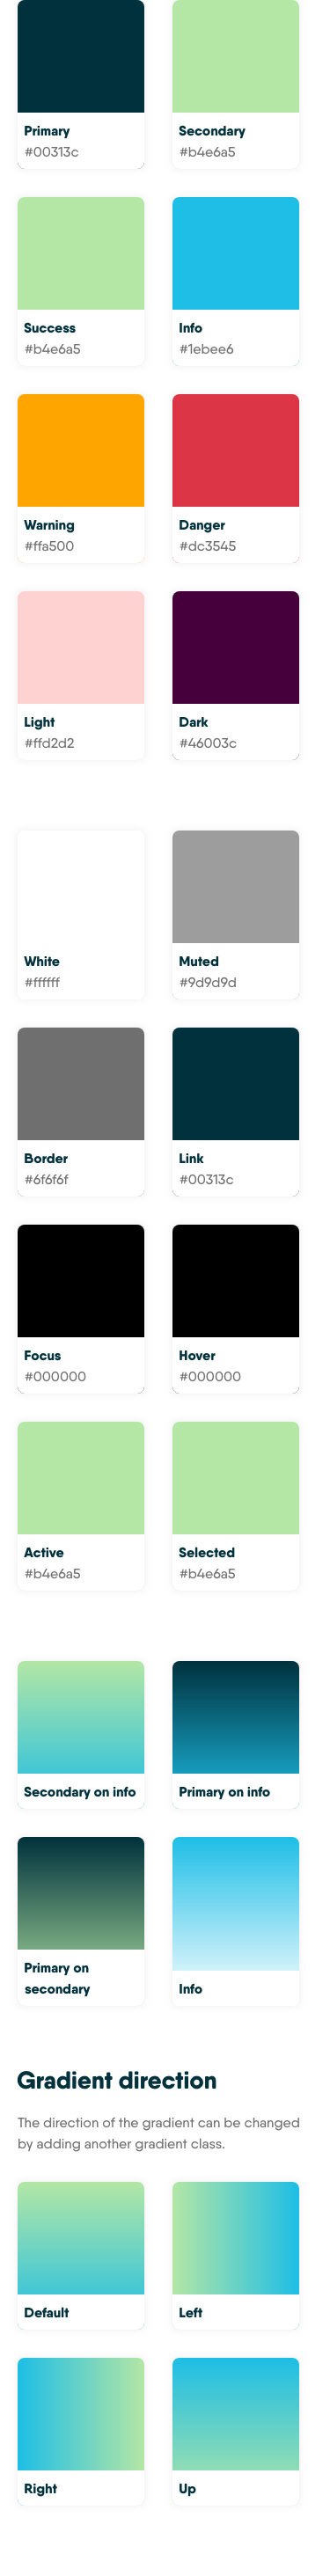 Primary
#00313c
Secondary
#b4e6a5
Success
#b4e6a5
Info
#1ebee6
Warning
#ffa500
Danger
#dc3545
Light
#ffd2d2
Dark
#46003c
White
#ffffff
Muted
#9d9d9d
Border
#6f6f6f
Link
#00313c
Focus
#000000
Hover
#000000
Active
#b4e6a5
Selected
#b4e6a5
Secondary on info
Primary on info
Primary on
secondary
Info
Gradient direction
The direction of the gradient can be changed
by adding another gradient class.
Default
Left
Right
Up